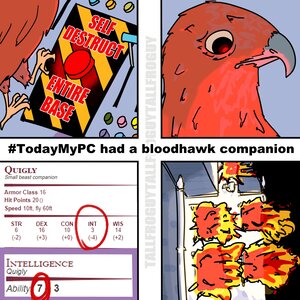 SELF
DESTRUCT
ENTIRE
BASE
TALLFROGUYTALLFROGUYTALLFROGUY
#TodayMyPC had a bloodhawk companion
QUIGLY
Small beast companion
Armor Class 16
Hit Points 20
Speed 10ft, fly 60ft
STR DEX CON INT WIS
6 16 10 3 14
(-2) (+3) (+0) (-4) (+2)
INTELLIGENCE
Quigly
Ability 7 3